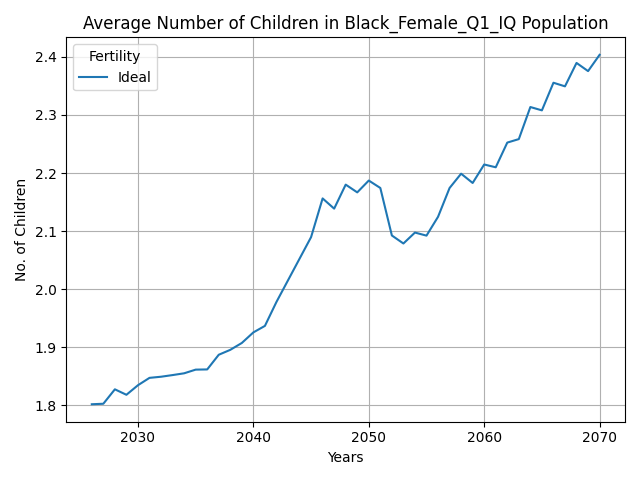 Average Number of Children in Black_Female_Q1_IQ Population
Fertility
Ideal
No. of Children
2.4
2.3
2.2
2.1
2.0
1.9
1.8
2030 2040 2050 2060 2070
Years